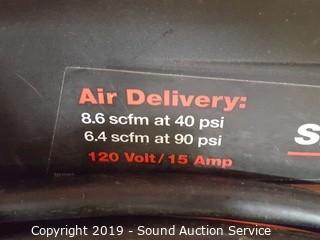 Air Delivery:
8.6 scfm at 40 psi
6.4 scfm at 90 psi
120 Volt/15 Amp
S
Copyright 2019 - Sound Auction Service